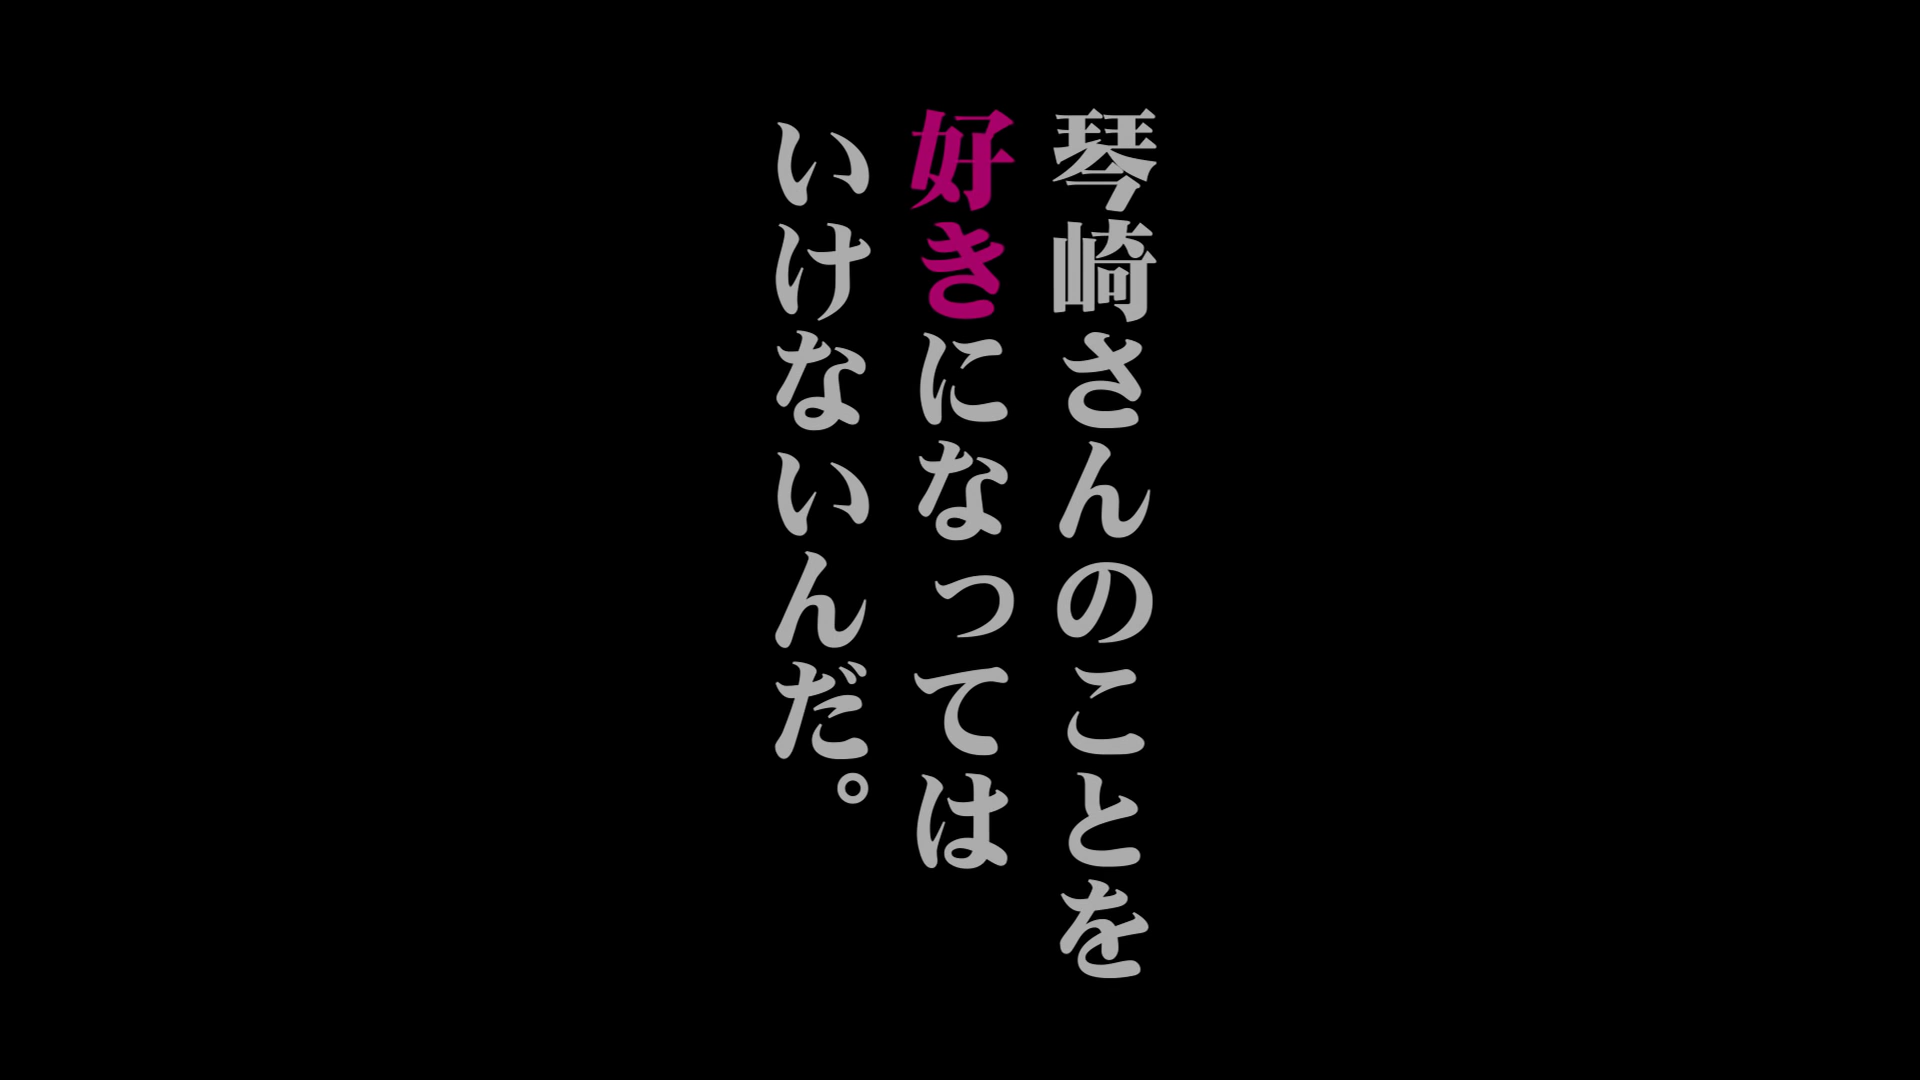 琴崎さんのことを
好きになっては
いけないいんだ。